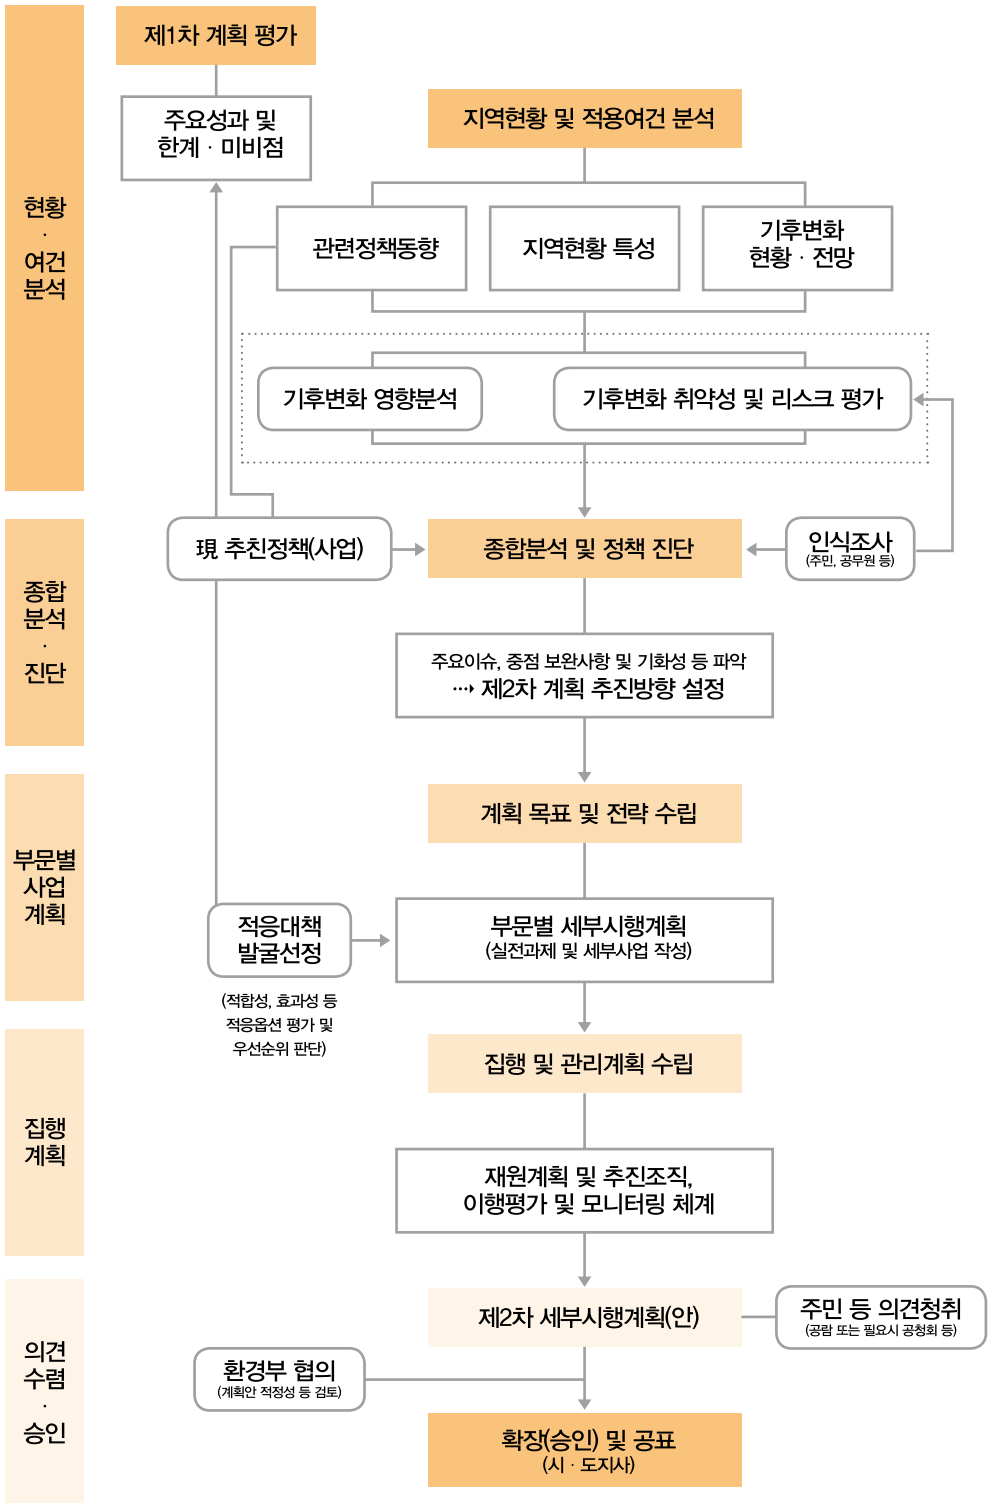 현황
·
여건
분석
제1차 계획 평가
주요성과 및
한계 · 미비점
지역현황 및 적용여건 분석
관련정책동향
지역현황 특성
기후변화
현황 · 전망
기후변화 영향분석
기후변화 취약성 및 리스크 평가
종합
분석
·
진단
現 추친정책(사업)
종합분석 및 정책 진단
인식조사
(주민, 공무원 등)
주요이슈, 중점 보완사항 및 기화성 등 파악
⇢ 제2차 계획 추진방향 설정
부문별
사업
계획
계획 목표 및 전략 수립
적응대책
발굴선정
(적합성, 효과성 등
적응옵션 평가 및
우선순위 판단)
부문별 세부시행계획
(실전과제 및 세부사업 작성)
집행
계획
집행 및 관리계획 수립
재원계획 및 추진조직,
이행평가 및 모니터링 체계
의견
수렴
·
승인
제2차 세부시행계획(안)
주민 등 의견청취
(공람 또는 필요시 공청회 등)
환경부 협의
(계획안 적정성 등 검토)
확장(승인) 및 공표
(시 · 도지사)